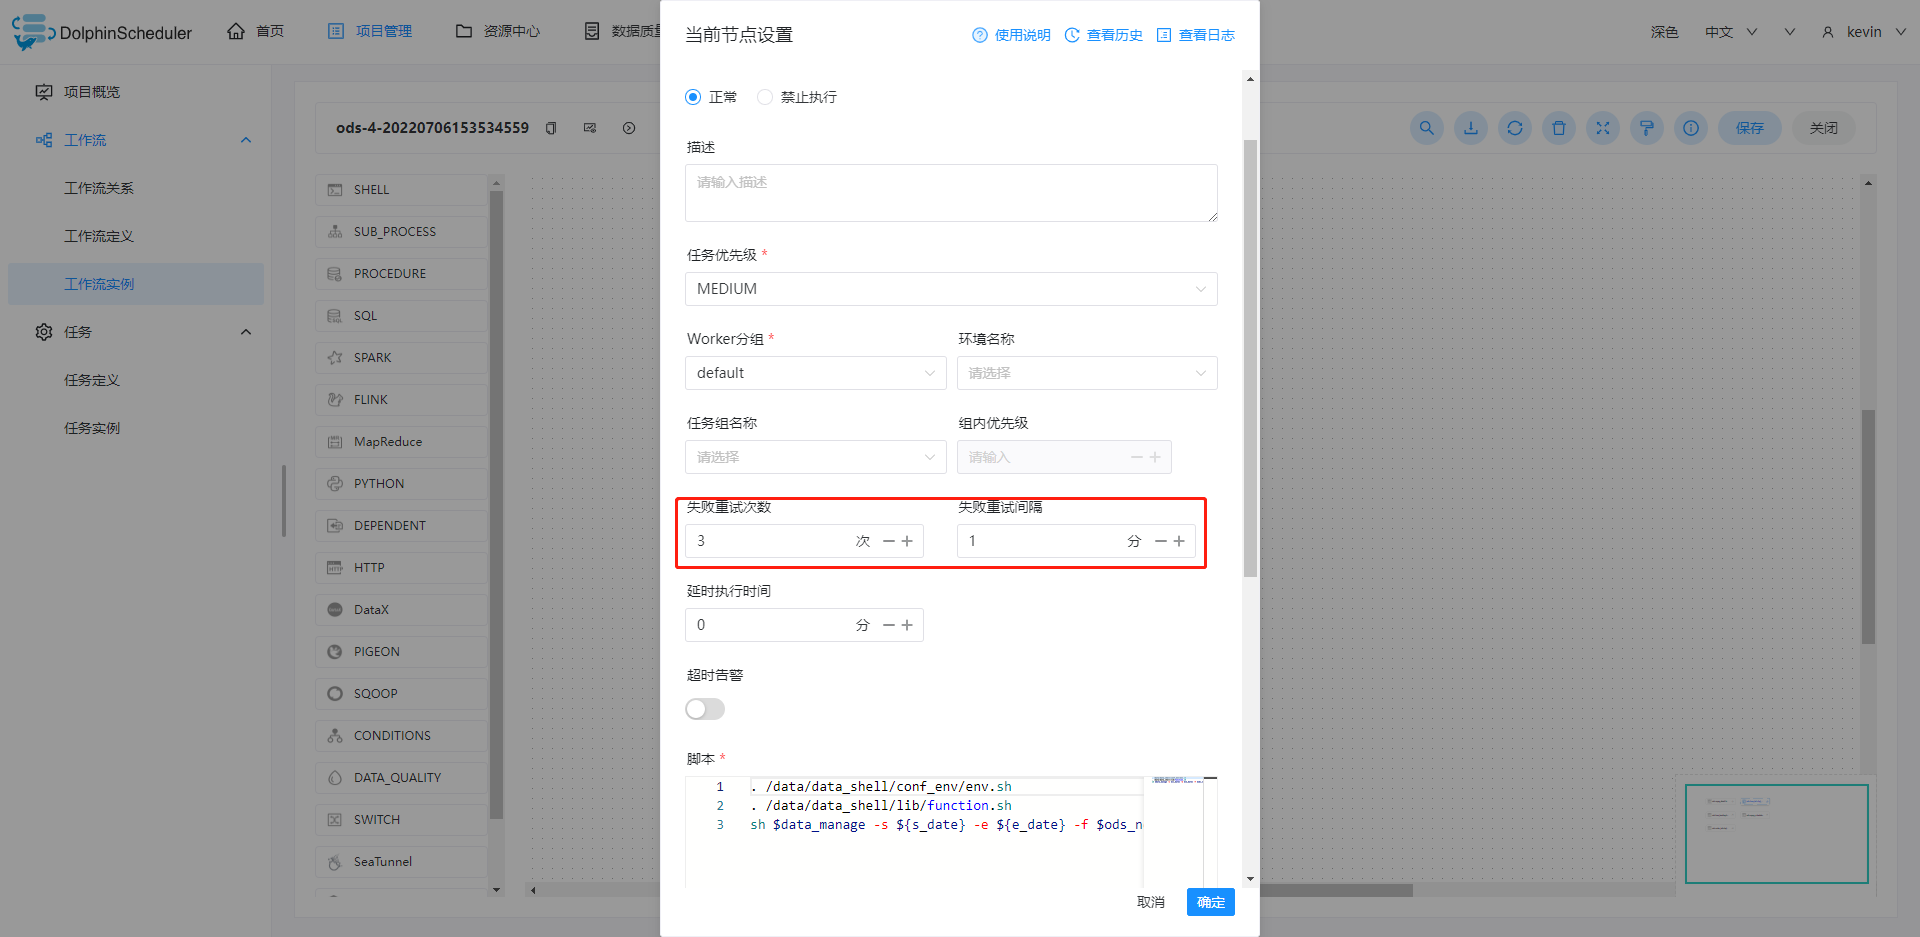 DolphinScheduler
首页
项目管理
资源中心
数据质量
深色
中文
kevin
项目概览
工作流
工作流关系
工作流定义
工作流实例
任务
任务定义
任务实例
ods-4-20220706153534559
保存
关闭
SHELL
SUB_PROCESS
PROCEDURE
SQL
SPARK
FLINK
MapReduce
PYTHON
DEPENDENT
HTTP
DataX
PIGEON
SQOOP
CONDITIONS
DATA_QUALITY
SWITCH
SeaTunnel
当前节点设置
使用说明
查看历史
查看日志
正常
禁止执行
描述
请输入描述
任务优先级 *
MEDIUM
Worker分组 *
环境名称
default
请选择
任务组名称
组内优先级
请选择
请输入
失败重试次数
失败重试间隔
3 次
1 分
延时执行时间
0 分
超时告警
脚本 *
1 . /data/data_shell/conf_env/env.sh
2 . /data/data_shell/lib/function.sh
3 sh $data_manage -s ${s_date} -e ${e_date} -f $ods_n
取消
确定